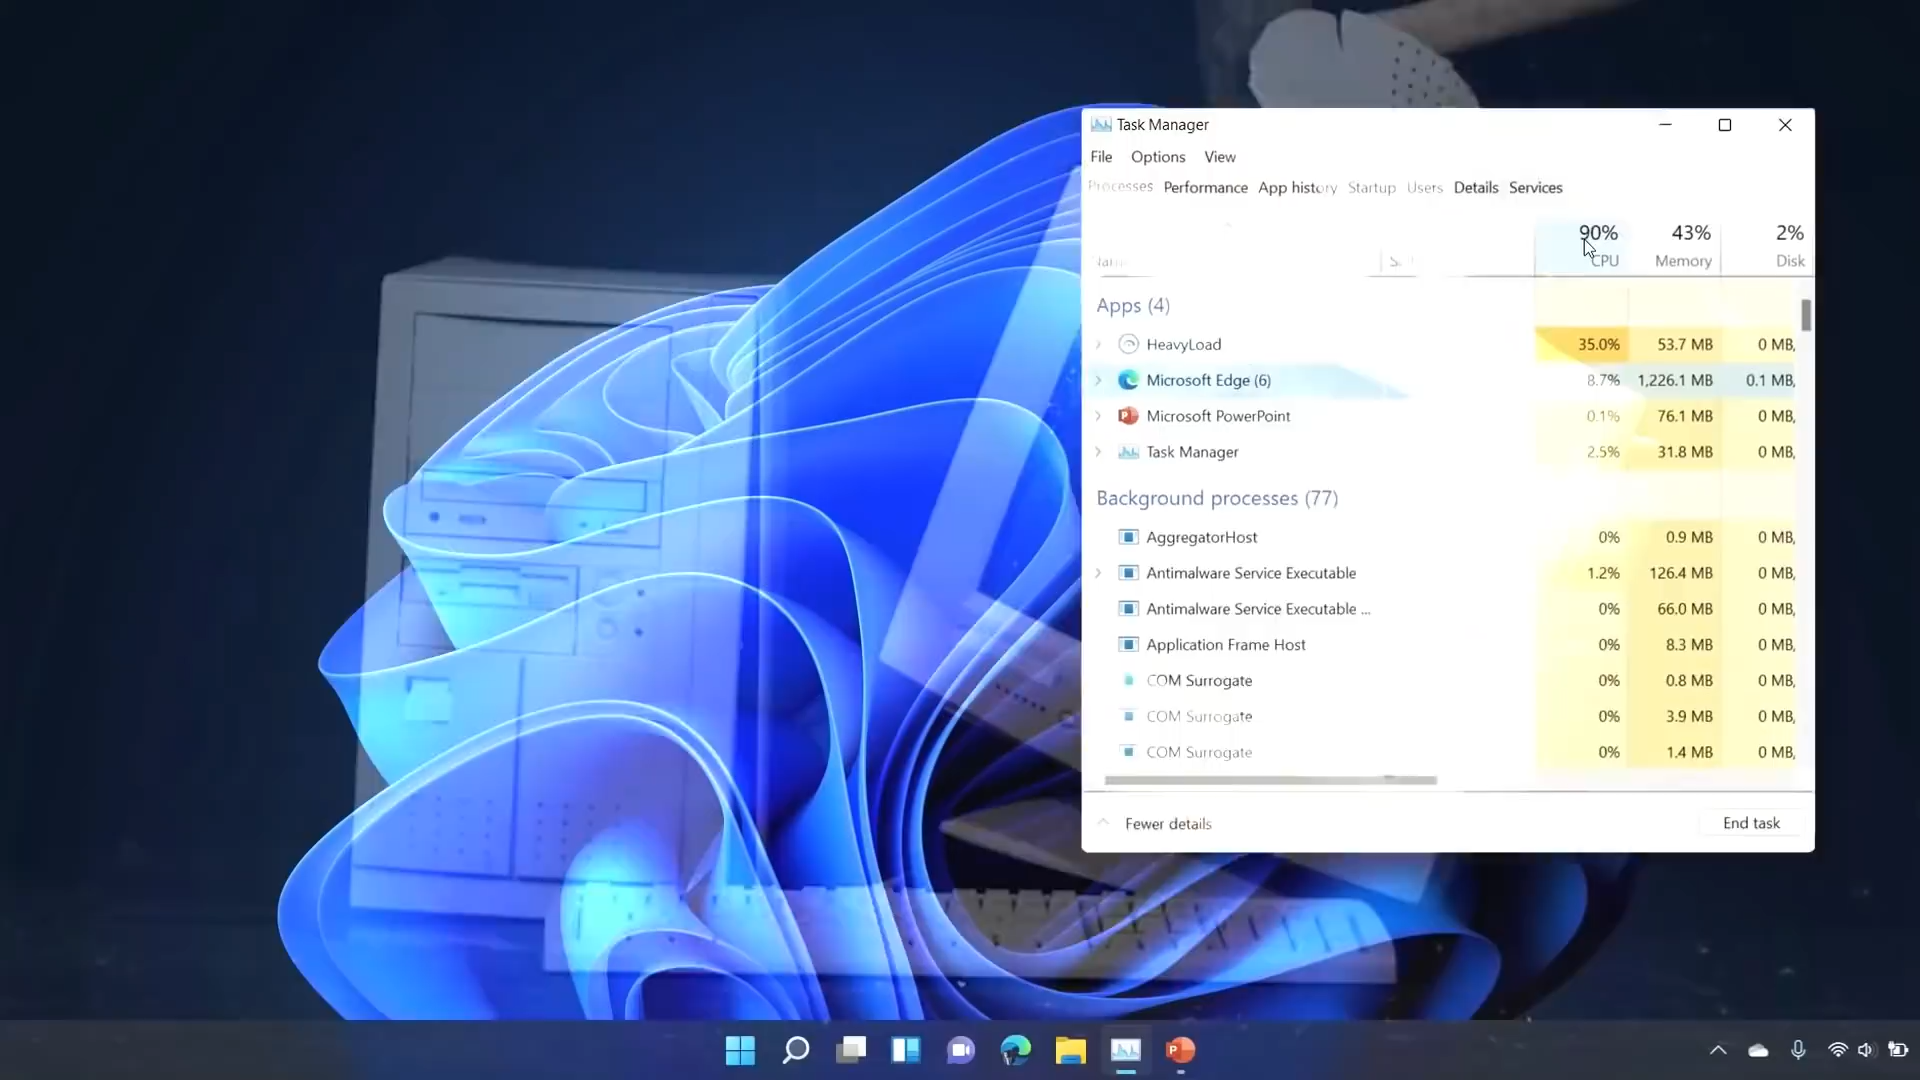 Task Manager
File Options View
Processes Performance App history Startup Users Details Services
90% 43% 2%
CPU Memory Disk
Apps (4)
HeavyLoad 35.0% 53.7 MB 0 MB,
Microsoft Edge (6) 8.7% 1,226.1 MB 0.1 MB,
Microsoft PowerPoint 0.1% 76.1 MB 0 MB,
Task Manager 2.5% 31.8 MB 0 MB,
Background processes (77)
AggregatorHost 0% 0.9 MB 0 MB,
Antimalware Service Executable 1.2% 126.4 MB 0 MB,
Antimalware Service Executable ... 0% 66.0 MB 0 MB,
Application Frame Host 0% 8.3 MB 0 MB,
COM Surrogate 0% 0.8 MB 0 MB,
COM Surrogate 0% 3.9 MB 0 MB,
COM Surrogate 0% 1.4 MB 0 MB,
Fewer details End task